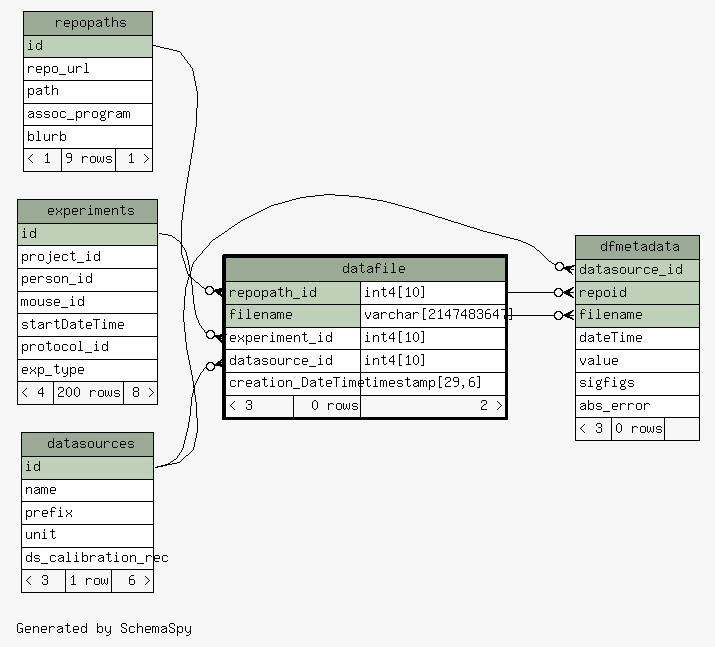 repopaths
id
repo_url
path
assoc_program
blurb
< 1 9 rows 1 >
experiments
id
project_id
person_id
mouse_id
startDateTime
protocol_id
exp_type
< 4 200 rows 8 >
datasources
id
name
prefix
unit
ds_calibration_rec
< 3 1 row 6 >
datafile
repopath_id int4[10]
filename varchar[2147483647]
experiment_id int4[10]
datasource_id int4[10]
creation_DateTime timestamp[29,6]
< 3 0 rows 2 >
dfmetadata
datasource_id
repoid
filename
dateTime
value
sigfigs
abs_error
< 3 0 rows
Generated by SchemaSpy